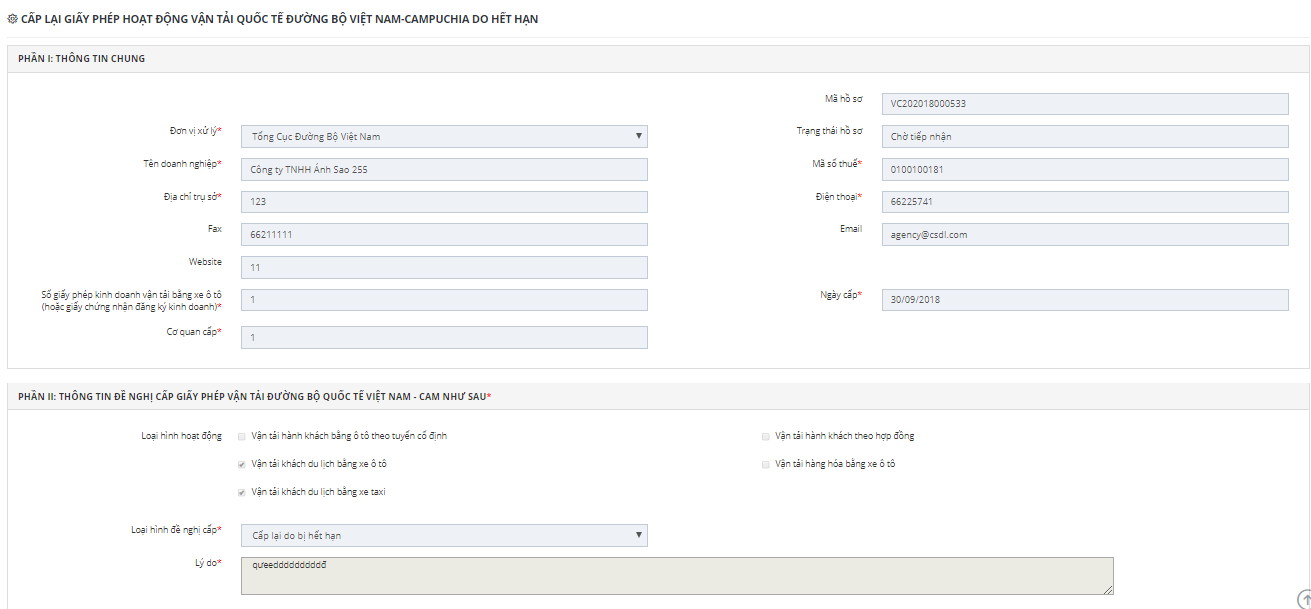 CẤP LẠI GIẤY PHÉP HOẠT ĐỘNG VẬN TẢI QUỐC TẾ ĐƯỜNG BỘ VIỆT NAM-CAMPUCHIA DO HẾT HẠN
PHẦN I: THÔNG TIN CHUNG
Mã hồ sơ VC202018000533
Đơn vị xử lý* Tổng Cục Đường Bộ Việt Nam
Trạng thái hồ sơ Chờ tiếp nhận
Tên doanh nghiệp* Công ty TNHH Ánh Sao 255
Mã số thuế* 0100100181
Địa chỉ trụ sở* 123
Điện thoại* 66225741
Fax 66211111
Email agency@csdl.com
Website 11
Số giấy phép kinh doanh vận tải bằng xe ô tô
(hoặc giấy chứng nhận đăng ký kinh doanh)* 1
Ngày cấp* 30/09/2018
Cơ quan cấp* 1
PHẦN II: THÔNG TIN ĐỀ NGHỊ CẤP GIẤY PHÉP VẬN TẢI ĐƯỜNG BỘ QUỐC TẾ VIỆT NAM - CAM NHƯ SAU*
Loại hình hoạt động
Vận tải hành khách bằng ô tô theo tuyến cố định
Vận tải hành khách theo hợp đồng
Vận tải khách du lịch bằng xe ô tô
Vận tải hàng hóa bằng xe ô tô
Vận tải khách du lịch bằng xe taxi
Loại hình đề nghị cấp* Cấp lại do bị hết hạn
Lý do*